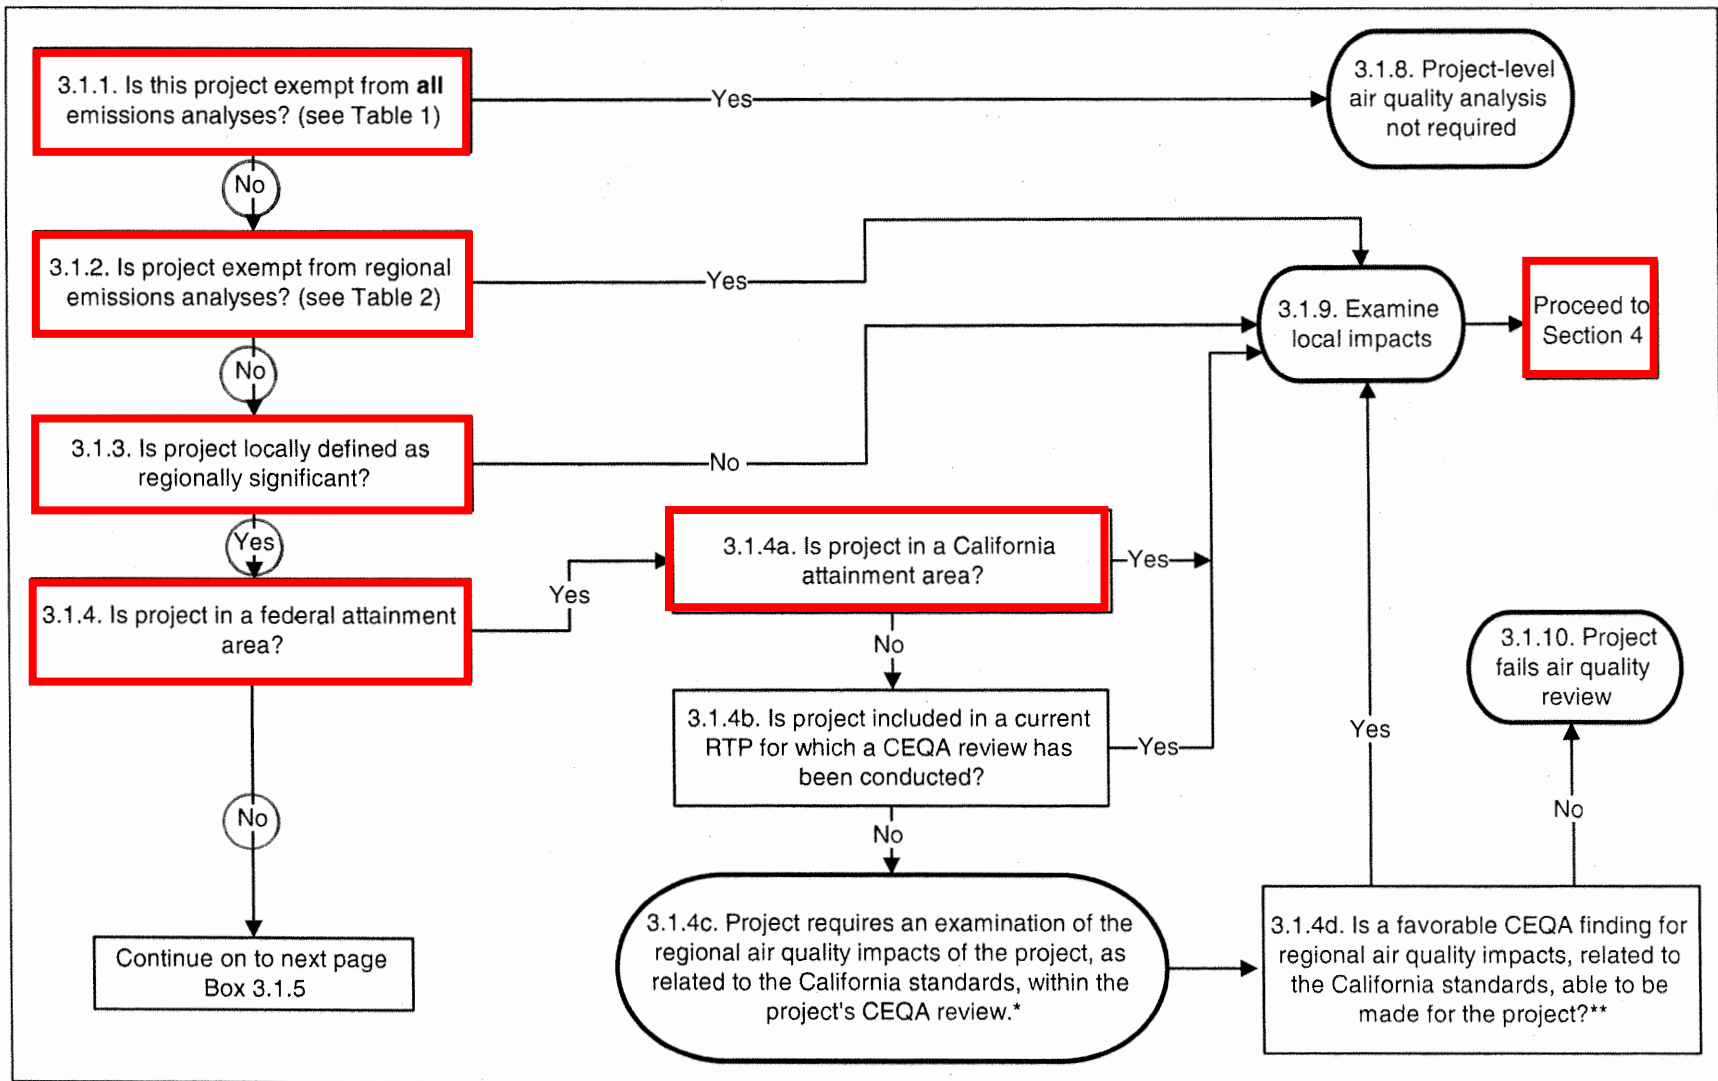 3.1.1. Is this project exempt from all
emissions analyses? (see Table 1)
Yes
3.1.8. Project-level
air quality analysis
not required
No
3.1.2. Is project exempt from regional
emissions analyses? (see Table 2)
Yes
3.1.9. Examine
local impacts
Proceed to
Section 4
No
3.1.3. Is project locally defined as
regionally significant?
No
Yes
3.1.4. Is project in a federal attainment
area?
Yes
3.1.4a. Is project in a California
attainment area?
Yes
No
3.1.4b. Is project included in a current
RTP for which a CEQA review has
been conducted?
Yes
No
3.1.4c. Project requires an examination of the
regional air quality impacts of the project, as
related to the California standards, within the
project's CEQA review.*
3.1.4d. Is a favorable CEQA finding for
regional air quality impacts, related to
the California standards, able to be
made for the project?**
Yes
No
3.1.10. Project
fails air quality
review
No
Continue on to next page
Box 3.1.5